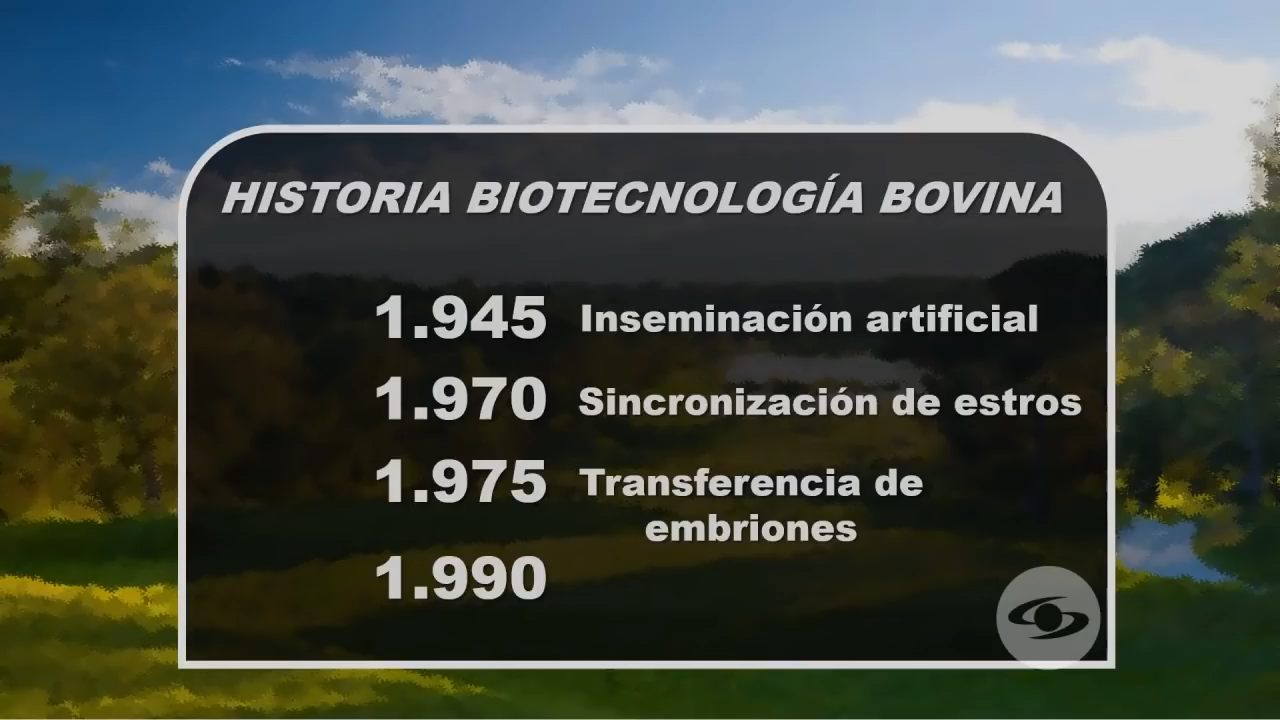 HISTORIA BIOTECNOLOGÍA BOVINA
1.945 Inseminación artificial
1.970 Sincronización de estros
1.975 Transferencia de
embriones
1.990